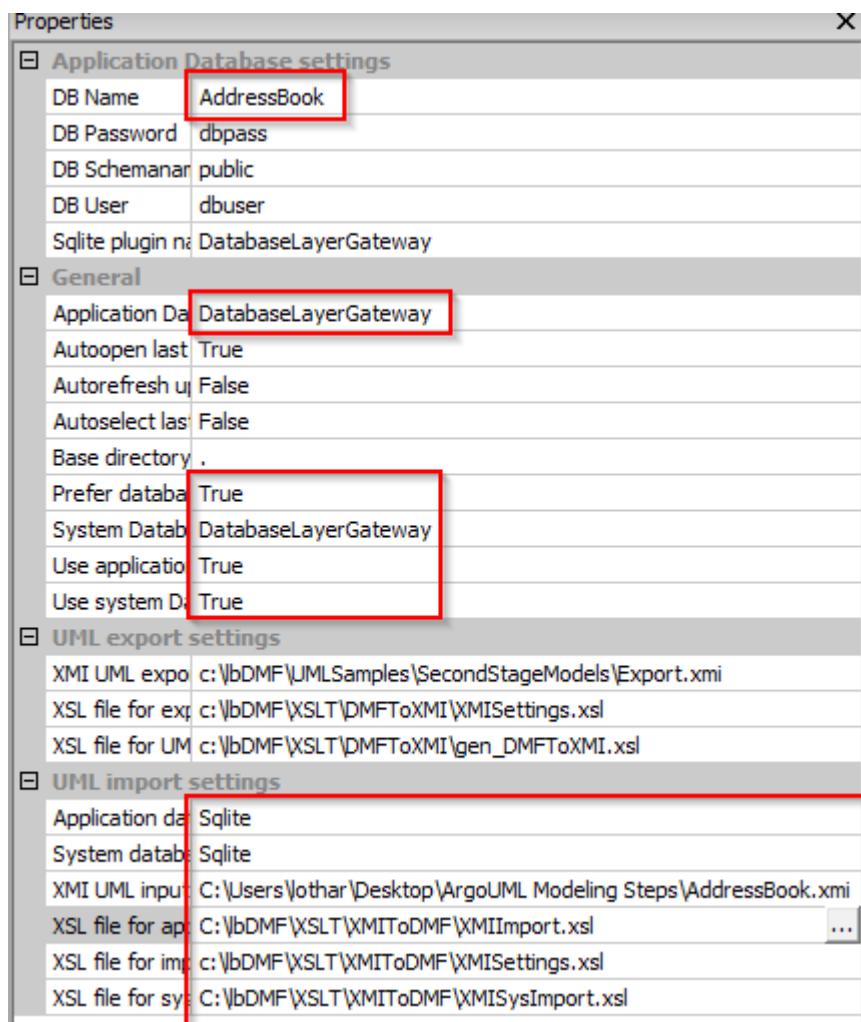 Properties
Application Database settings
DB Name AddressBook
DB Password dbpass
DB Schemanar public
DB User dbuser
Sqlite plugin na DatabaseLayerGateway
General
Application Da DatabaseLayerGateway
Autoopen last True
Autorefresh up False
Autoselect last False
Base directory .
Prefer databa True
System Datab DatabaseLayerGateway
Use applicatio True
Use system Da True
UML export settings
XMI UML expo c:\lbDMF\UMLSamples\SecondStageModels\Export.xmi
XSL file for exp c:\lbDMF\XSLT\DMFToXMI\XMISettings.xsl
XSL file for UM c:\lbDMF\XSLT\DMFToXMI\gen_DMFToXMI.xsl
UML import settings
Application da Sqlite
System databa Sqlite
XMI UML input C:\Users\lothar\Desktop\ArgoUML Modeling Steps\AddressBook.xmi
XSL file for ap C:\lbDMF\XSLT\XMIToDMF\XMIImport.xsl ...
XSL file for imp c:\lbDMF\XSLT\XMIToDMF\XMISettings.xsl
XSL file for sys C:\lbDMF\XSLT\XMIToDMF\XMISysImport.xsl